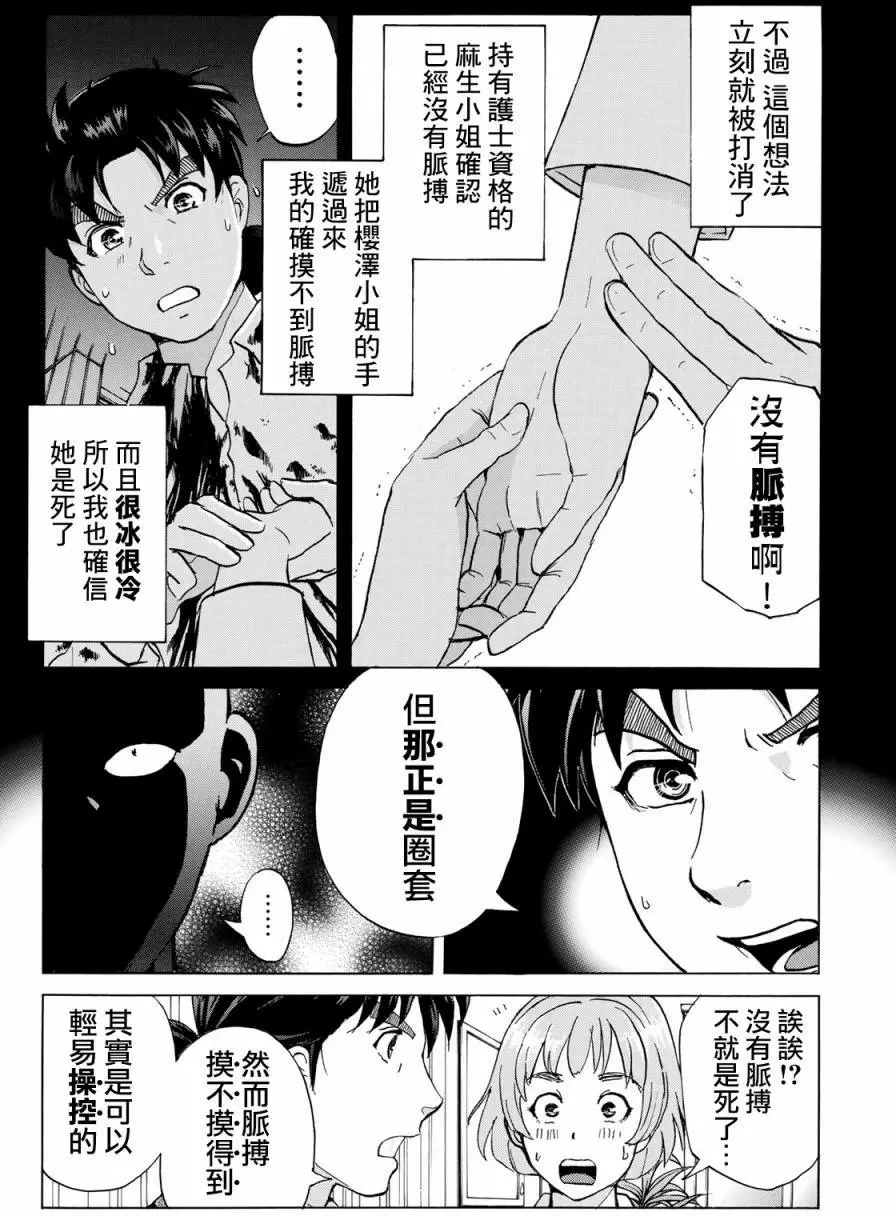 不過 這個想法
立刻就被打消了
持有護士資格的
麻生小姐確認
已經沒有脈搏
沒有脈搏啊!
她把櫻澤小姐的手
遞過來
我的確摸不到脈搏
……
而且很冰很冷
所以我也確信
她是死了
但那正是圈套
……
誒誒!?
沒有脈搏
不就是死了…
然而脈搏
摸不摸得到
其實是可以
輕易操控的